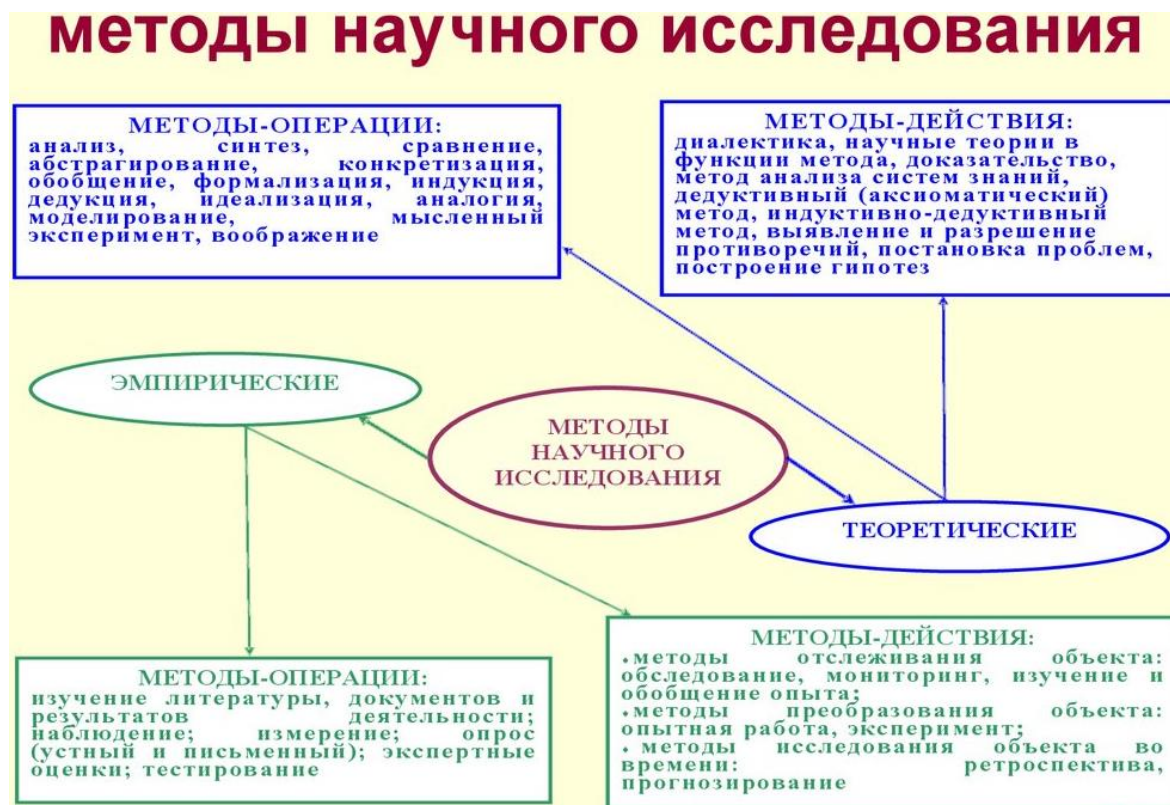 методы научного исследования
МЕТОДЫ-ОПЕРАЦИИ:
анализ, синтез, сравнение,
абстрагирование, конкретизация,
обобщение, формализация, индукция,
дедукция, идеализация, аналогия,
моделирование, мысленный
эксперимент, воображение
МЕТОДЫ-ДЕЙСТВИЯ:
диалектика, научные теории в
функции метода, доказательство,
метод анализа систем знаний,
дедуктивный (аксиоматический)
метод, индуктивно-дедуктивный
метод, выявление и разрешение
противоречий, постановка проблем,
построение гипотез
ЭМПИРИЧЕСКИЕ
МЕТОДЫ
НАУЧНОГО
ИССЛЕДОВАНИЯ
ТЕОРЕТИЧЕСКИЕ
МЕТОДЫ-ОПЕРАЦИИ:
изучение литературы, документов и
результатов деятельности;
наблюдение; измерение; опрос
(устный и письменный); экспертные
оценки; тестирование
МЕТОДЫ-ДЕЙСТВИЯ:
•методы отслеживания объекта:
обследование, мониторинг, изучение и
обобщение опыта;
•методы преобразования объекта:
опытная работа, эксперимент;
• методы исследования объекта во
времени: ретроспектива,
прогнозирование